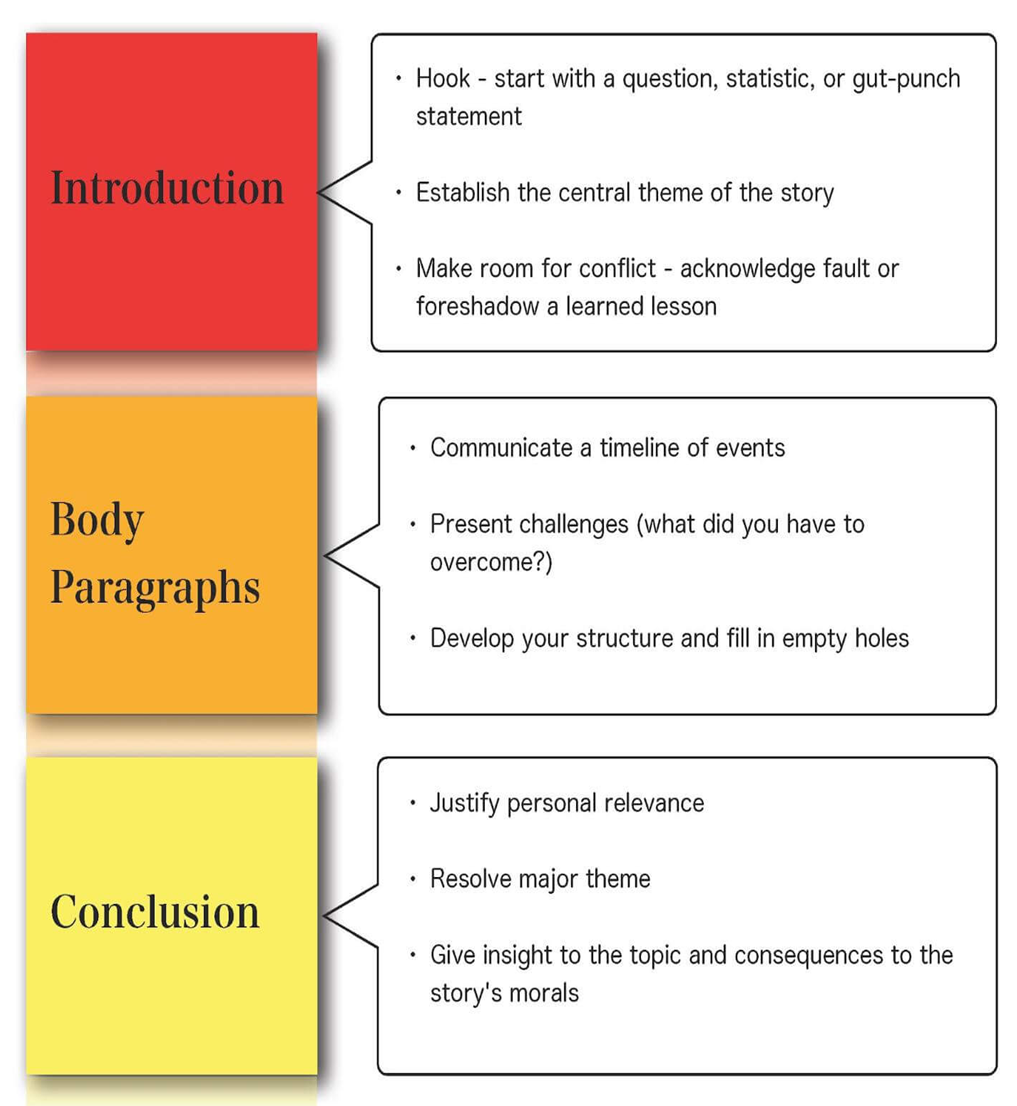 Introduction
· Hook - start with a question, statistic, or gut-punch
statement
· Establish the central theme of the story
· Make room for conflict - acknowledge fault or
foreshadow a learned lesson
Body
Paragraphs
· Communicate a timeline of events
· Present challenges (what did you have to
overcome?)
· Develop your structure and fill in empty holes
Conclusion
· Justify personal relevance
· Resolve major theme
· Give insight to the topic and consequences to the
story's morals